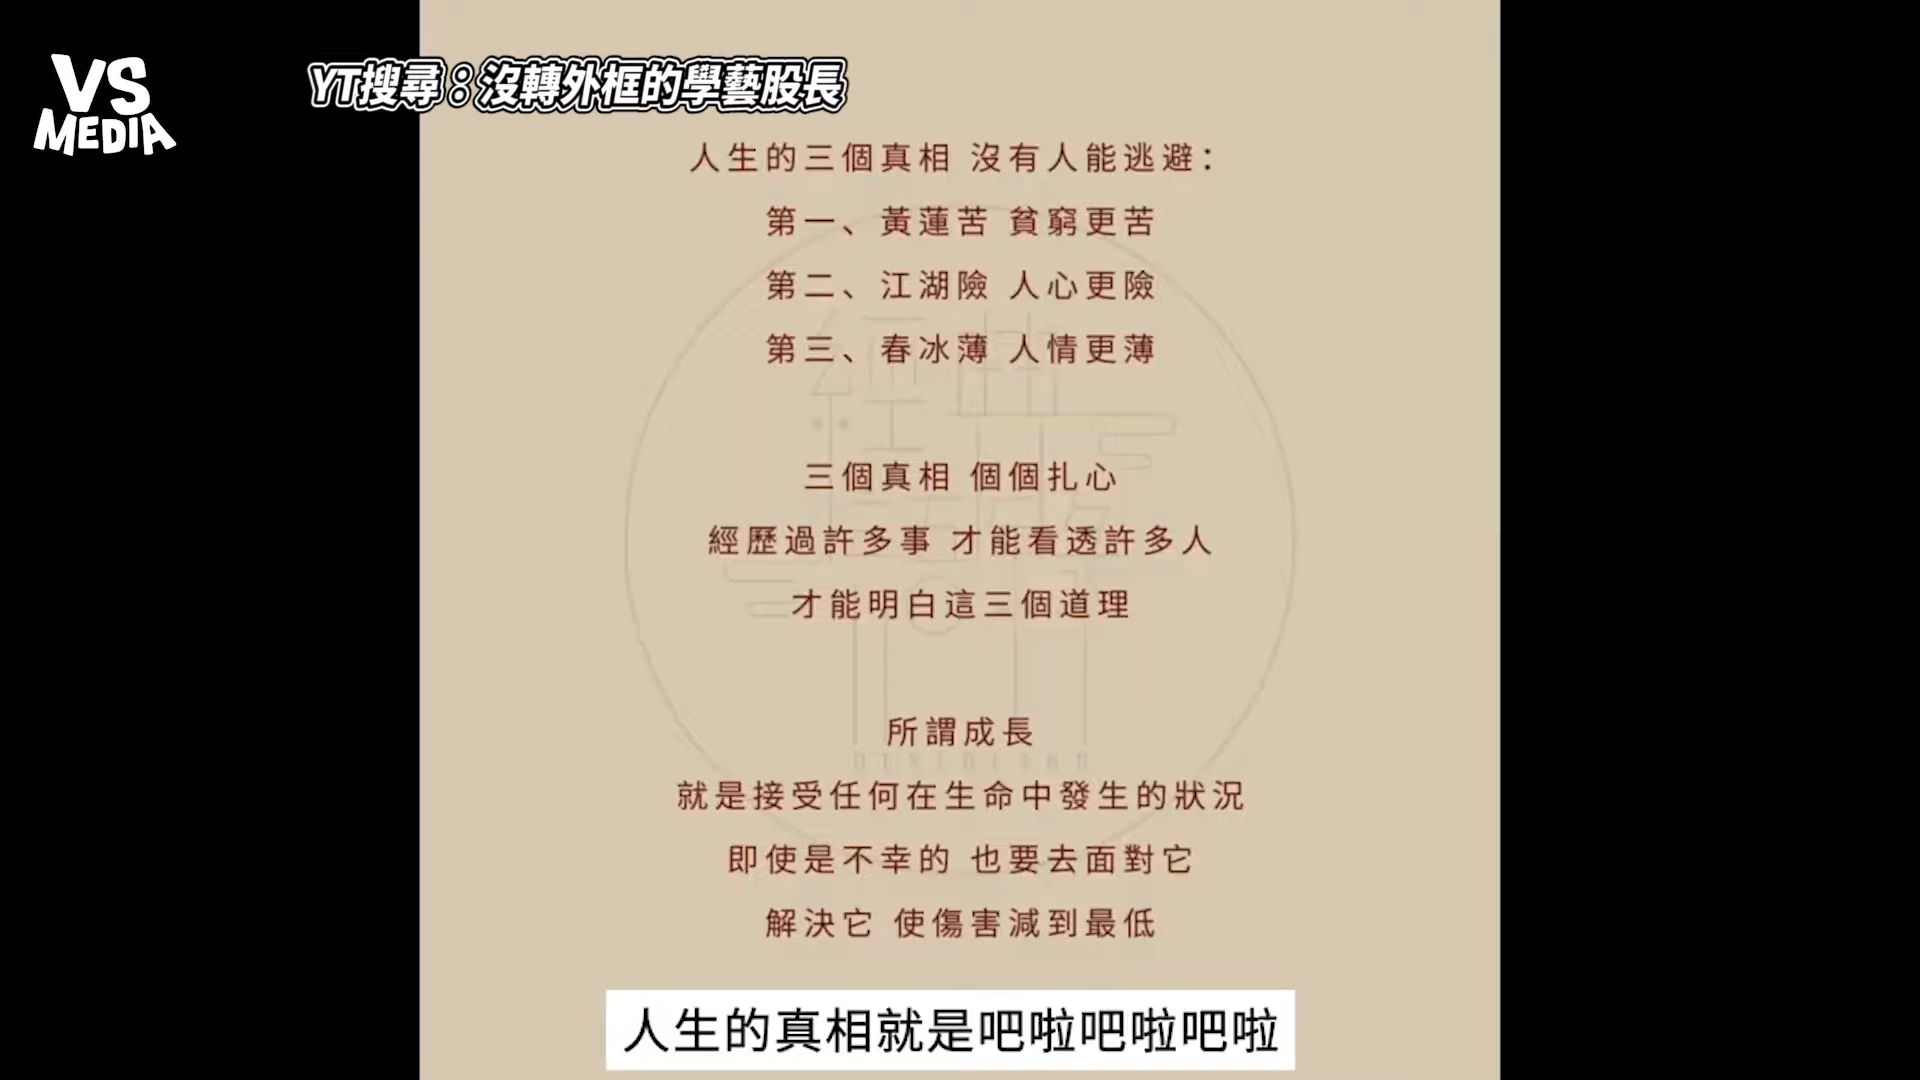 VS
MEDIA
YT搜尋：沒轉外框的學藝股長
人生的三個真相 沒有人能逃避：
第一、黃蓮苦 貧窮更苦
第二、江湖險 人心更險
第三、春冰薄 人情更薄
三個真相 個個扎心
經歷過許多事 才能看透許多人
才能明白這三個道理
所謂成長
就是接受任何在生命中發生的狀況
即使是不幸的 也要去面對它
解決它 使傷害減到最低
人生的真相就是吧啦吧啦吧啦